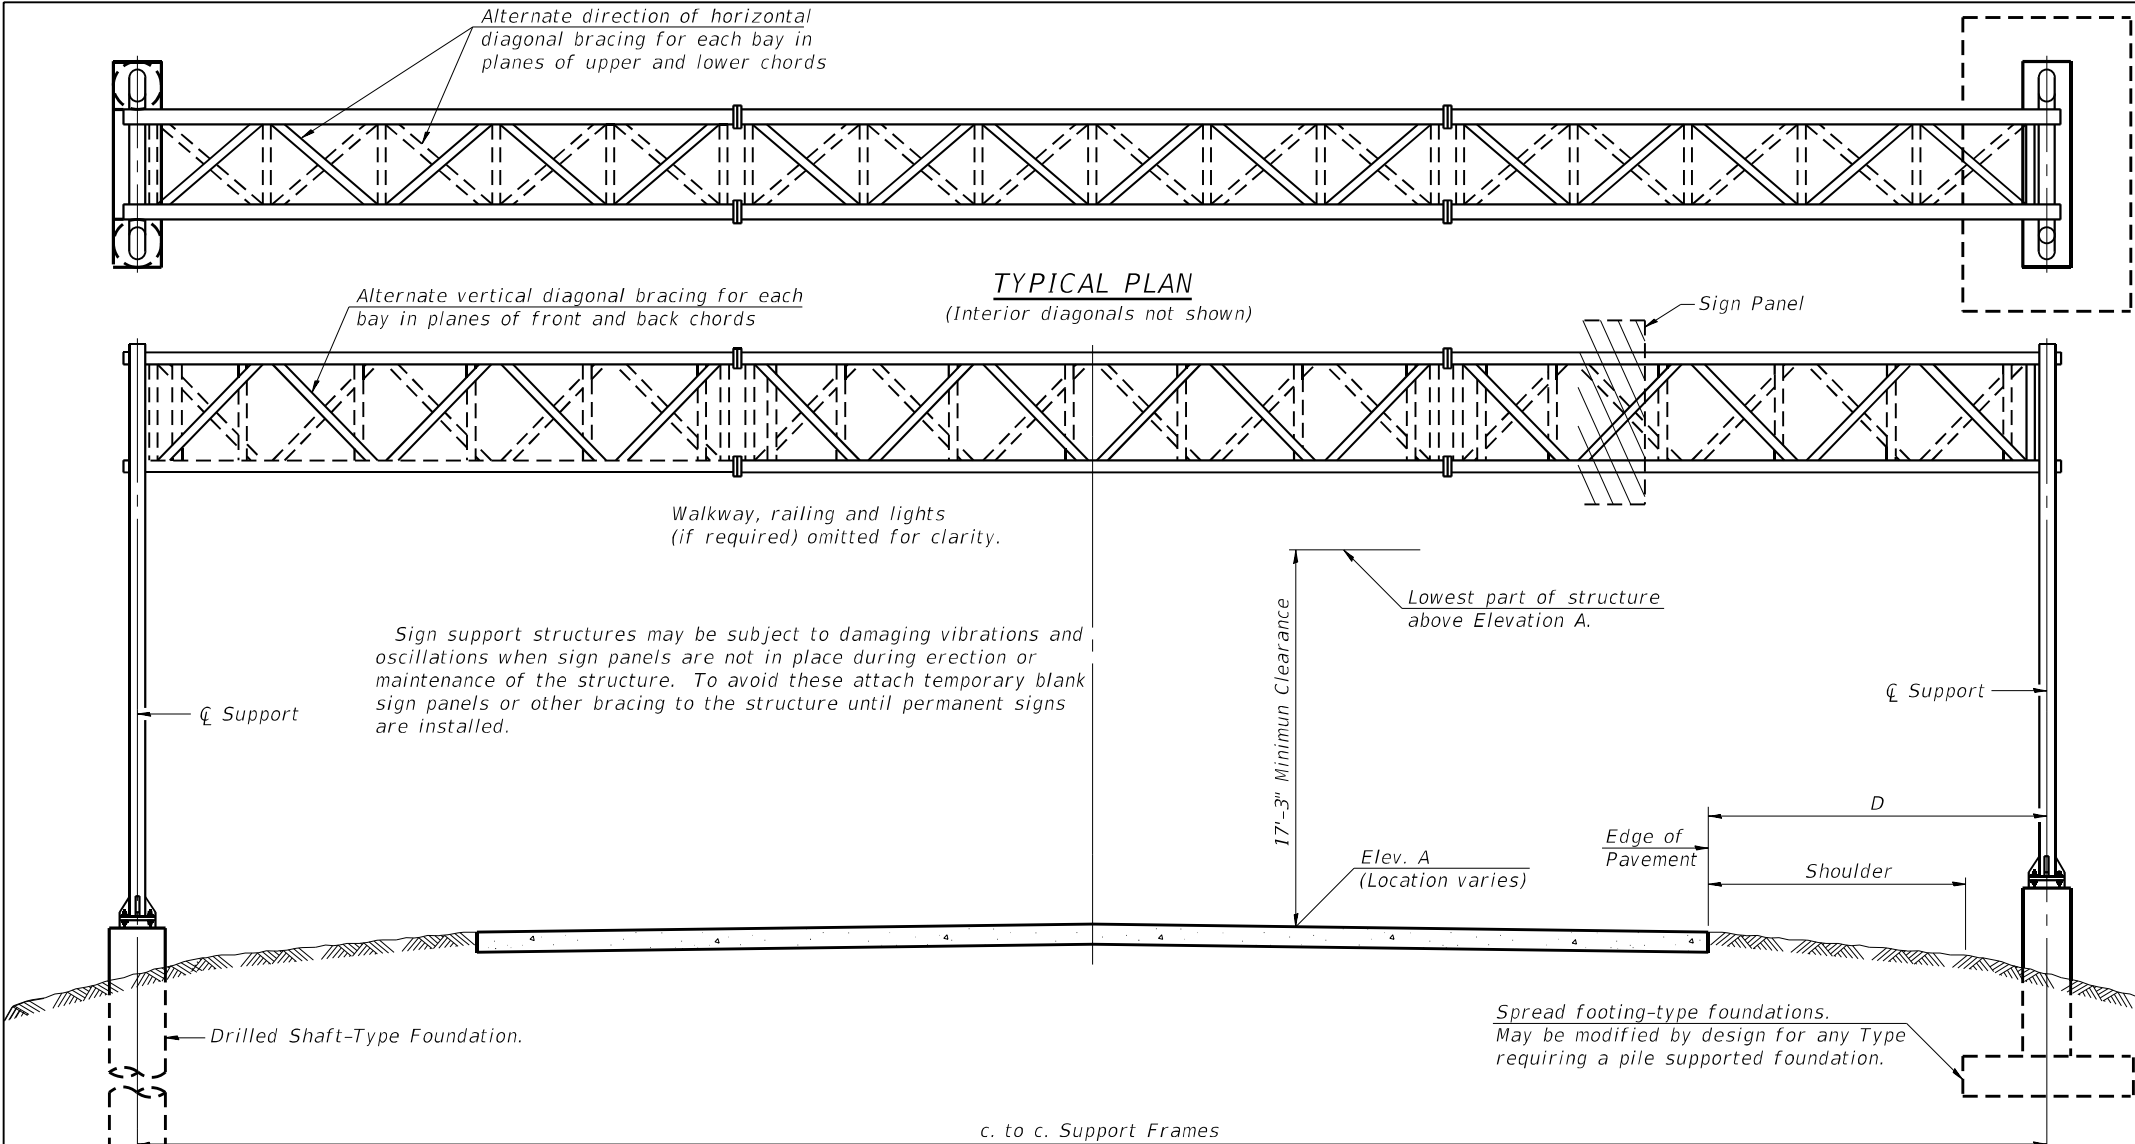 Alternate direction of horizontal
diagonal bracing for each bay in
planes of upper and lower chords
TYPICAL PLAN
(Interior diagonals not shown)
Alternate vertical diagonal bracing for each
bay in planes of front and back chords
Sign Panel
Walkway, railing and lights
(if required) omitted for clarity.
Lowest part of structure
above Elevation A.
17'-3" Minimun Clearance
Sign support structures may be subject to damaging vibrations and
oscillations when sign panels are not in place during erection or
maintenance of the structure. To avoid these attach temporary blank
sign panels or other bracing to the structure until permanent signs
are installed.
℄ Support
℄ Support
D
Edge of
Pavement
Shoulder
Elev. A
(Location varies)
Drilled Shaft-Type Foundation.
Spread footing-type foundations.
May be modified by design for any Type
requiring a pile supported foundation.
c. to c. Support Frames